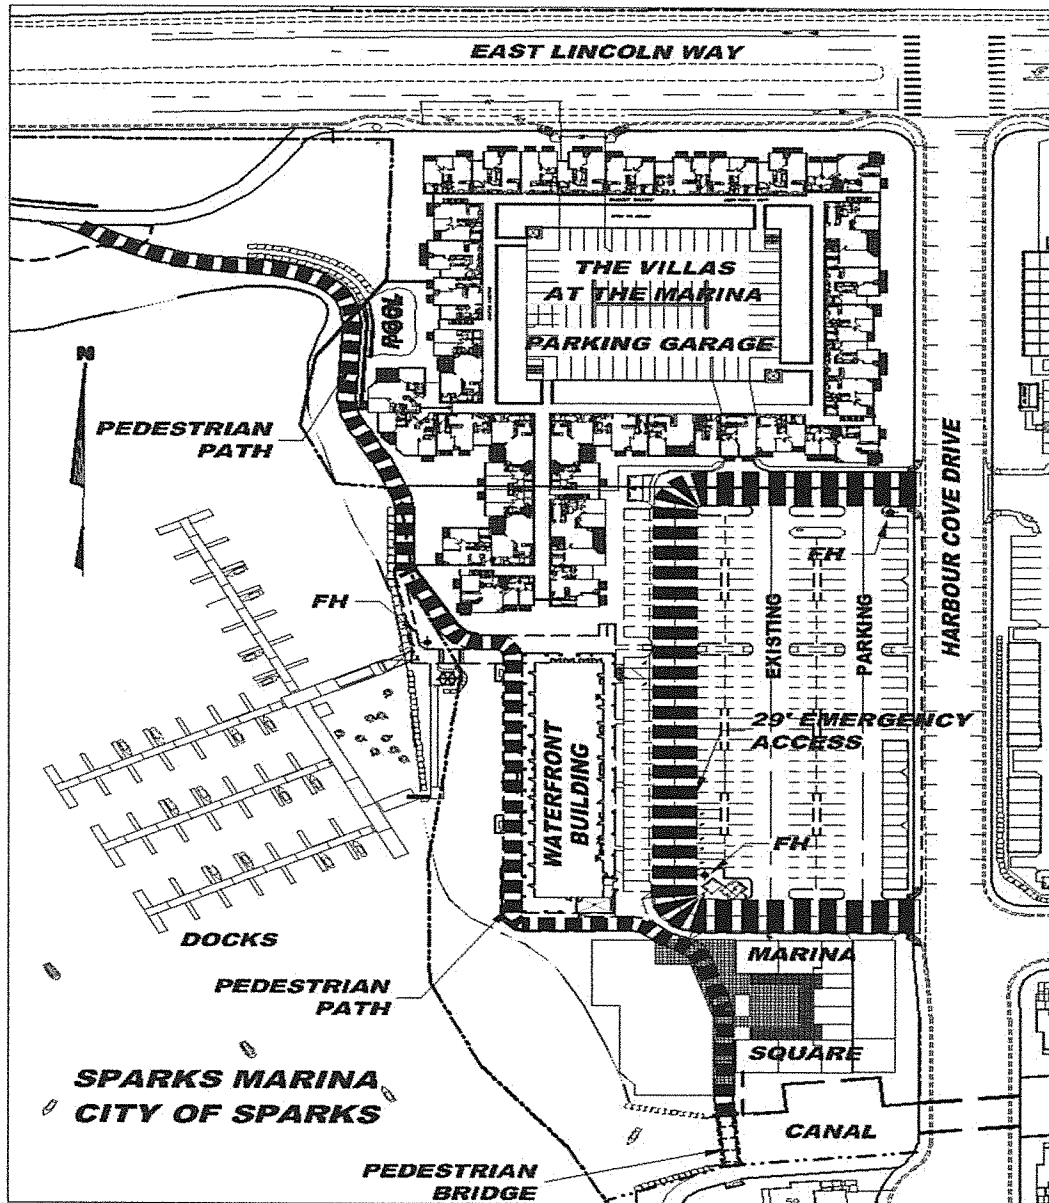 EAST LINCOLN WAY
THE VILLAS
AT THE MARINA
PARKING GARAGE
POOL
N
PEDESTRIAN
PATH
HARBOUR COVE DRIVE
FH
FH
EXISTING
PARKING
29' EMERGENCY
ACCESS
WATERFRONT
BUILDING
FH
DOCKS
PEDESTRIAN
PATH
MARINA
SQUARE
SPARKS MARINA
CITY OF SPARKS
CANAL
PEDESTRIAN
BRIDGE